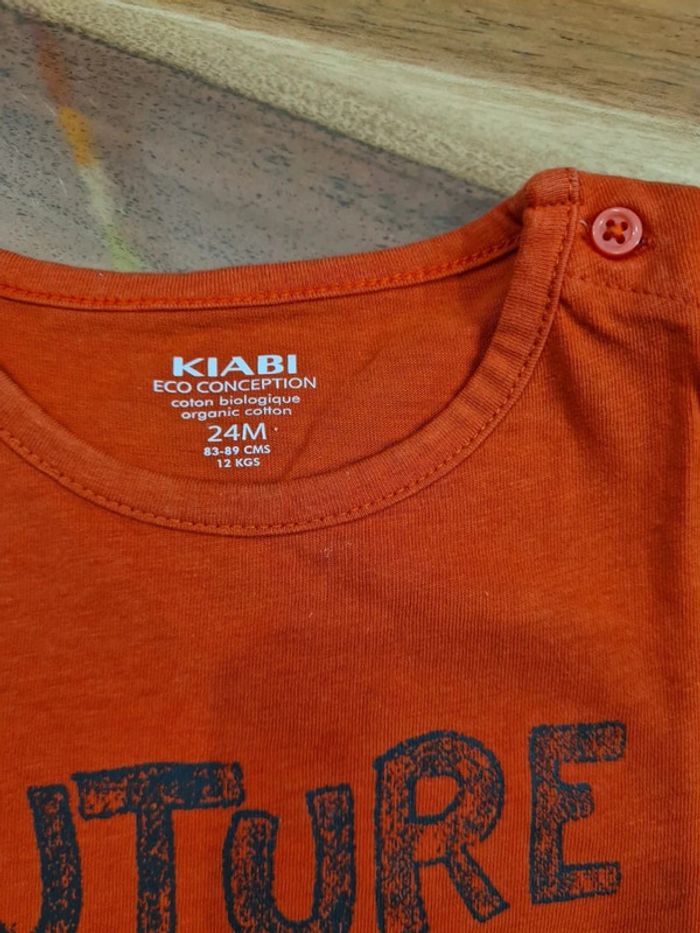 KIABI
ECO CONCEPTION
coton biologique
organic cotton
24M
83-89 CMS
12 KGS
UTURE